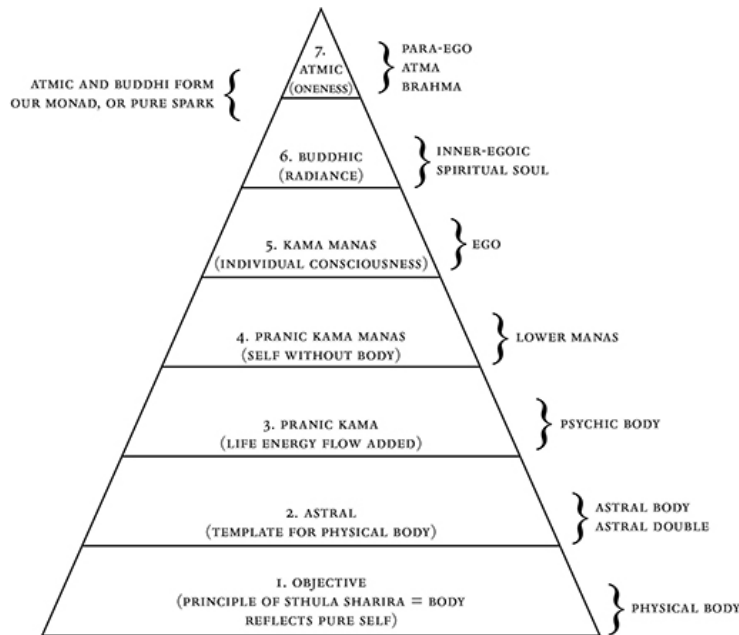 7.
ATMIC
(ONENESS)
PARA-EGO
ATMA
BRAHMA
ATMIC AND BUDDHI FORM
OUR MONAD, OR PURE SPARK
6. BUDDHIC
(RADIANCE)
INNER-EGOIC
SPIRITUAL SOUL
5. KAMA MANAS
(INDIVIDUAL CONSCIOUSNESS)
EGO
4. PRANIC KAMA MANAS
(SELF WITHOUT BODY)
LOWER MANAS
3. PRANIC KAMA
(LIFE ENERGY FLOW ADDED)
PSYCHIC BODY
2. ASTRAL
(TEMPLATE FOR PHYSICAL BODY)
ASTRAL BODY
ASTRAL DOUBLE
1. OBJECTIVE
(PRINCIPLE OF STHULA SHARIRA = BODY
REFLECTS PURE SELF)
PHYSICAL BODY